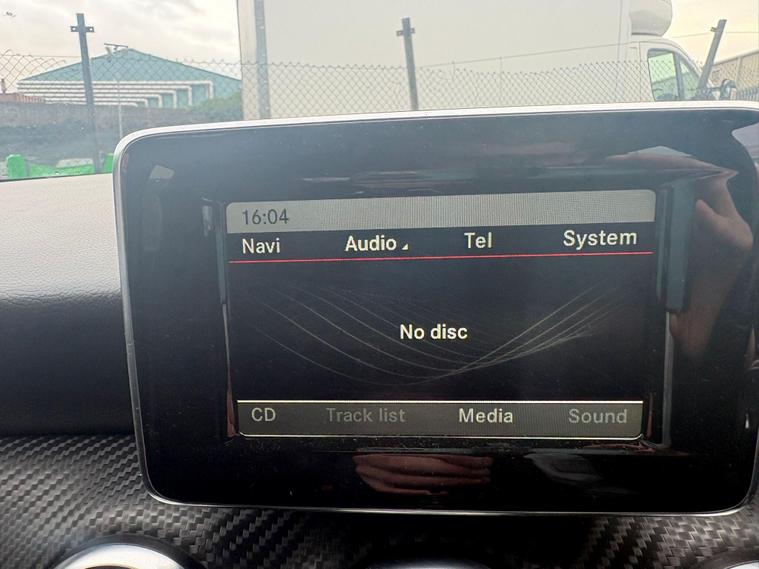 16:04
Navi Audio Tel System
No disc
CD Track list Media Sound